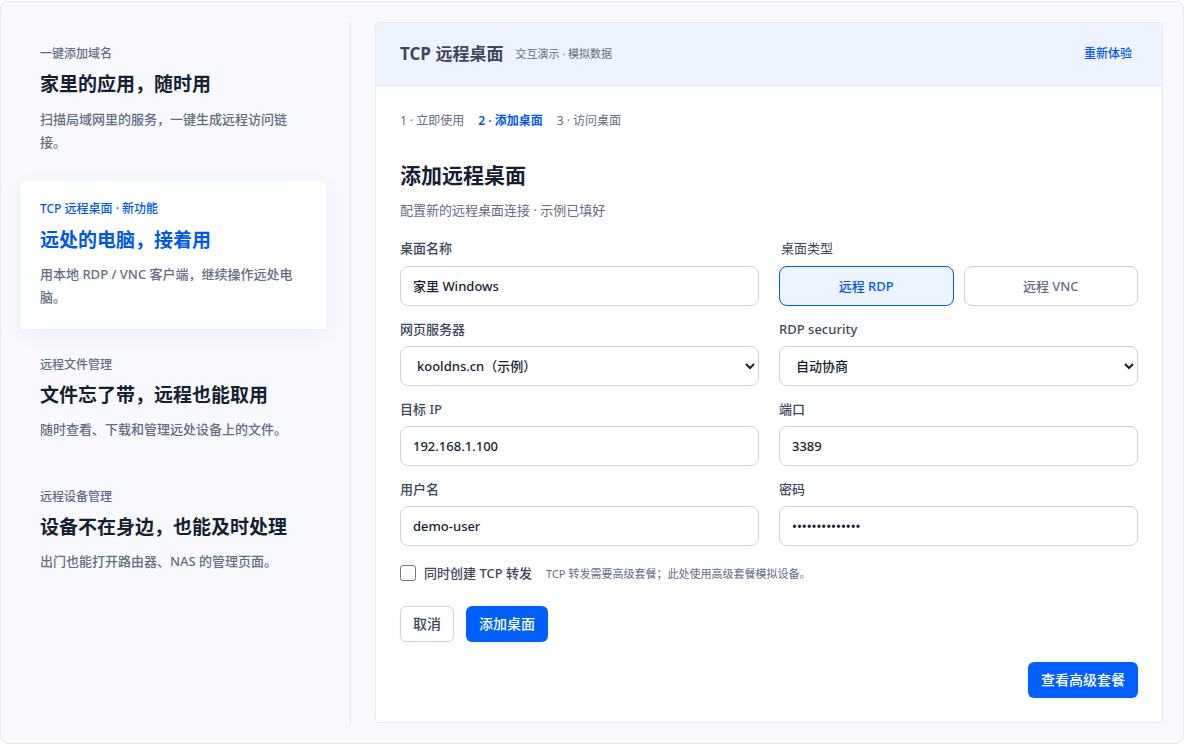 一键添加域名
家里的应用，随时用
扫描局域网里的服务，一键生成远程访问链
接。
TCP 远程桌面 · 新功能
远处的电脑，接着用
用本地 RDP / VNC 客户端，继续操作远处电
脑。
远程文件管理
文件忘了带，远程也能取用
随时查看、下载和管理远处设备上的文件。
远程设备管理
设备不在身边，也能及时处理
出门也能打开路由器、NAS 的管理页面。
TCP 远程桌面 交互演示 · 模拟数据 重新体验
1 · 立即使用 2 · 添加桌面 3 · 访问桌面
添加远程桌面
配置新的远程桌面连接 · 示例已填好
桌面名称 桌面类型
家里 Windows 远程 RDP 远程 VNC
网页服务器 RDP security
kooldns.cn（示例） 自动协商
目标 IP 端口
192.168.1.100 3389
用户名 密码
demo-user ••••••••••••••
同时创建 TCP 转发 TCP 转发需要高级套餐；此处使用高级套餐模拟设备。
取消 添加桌面
查看高级套餐